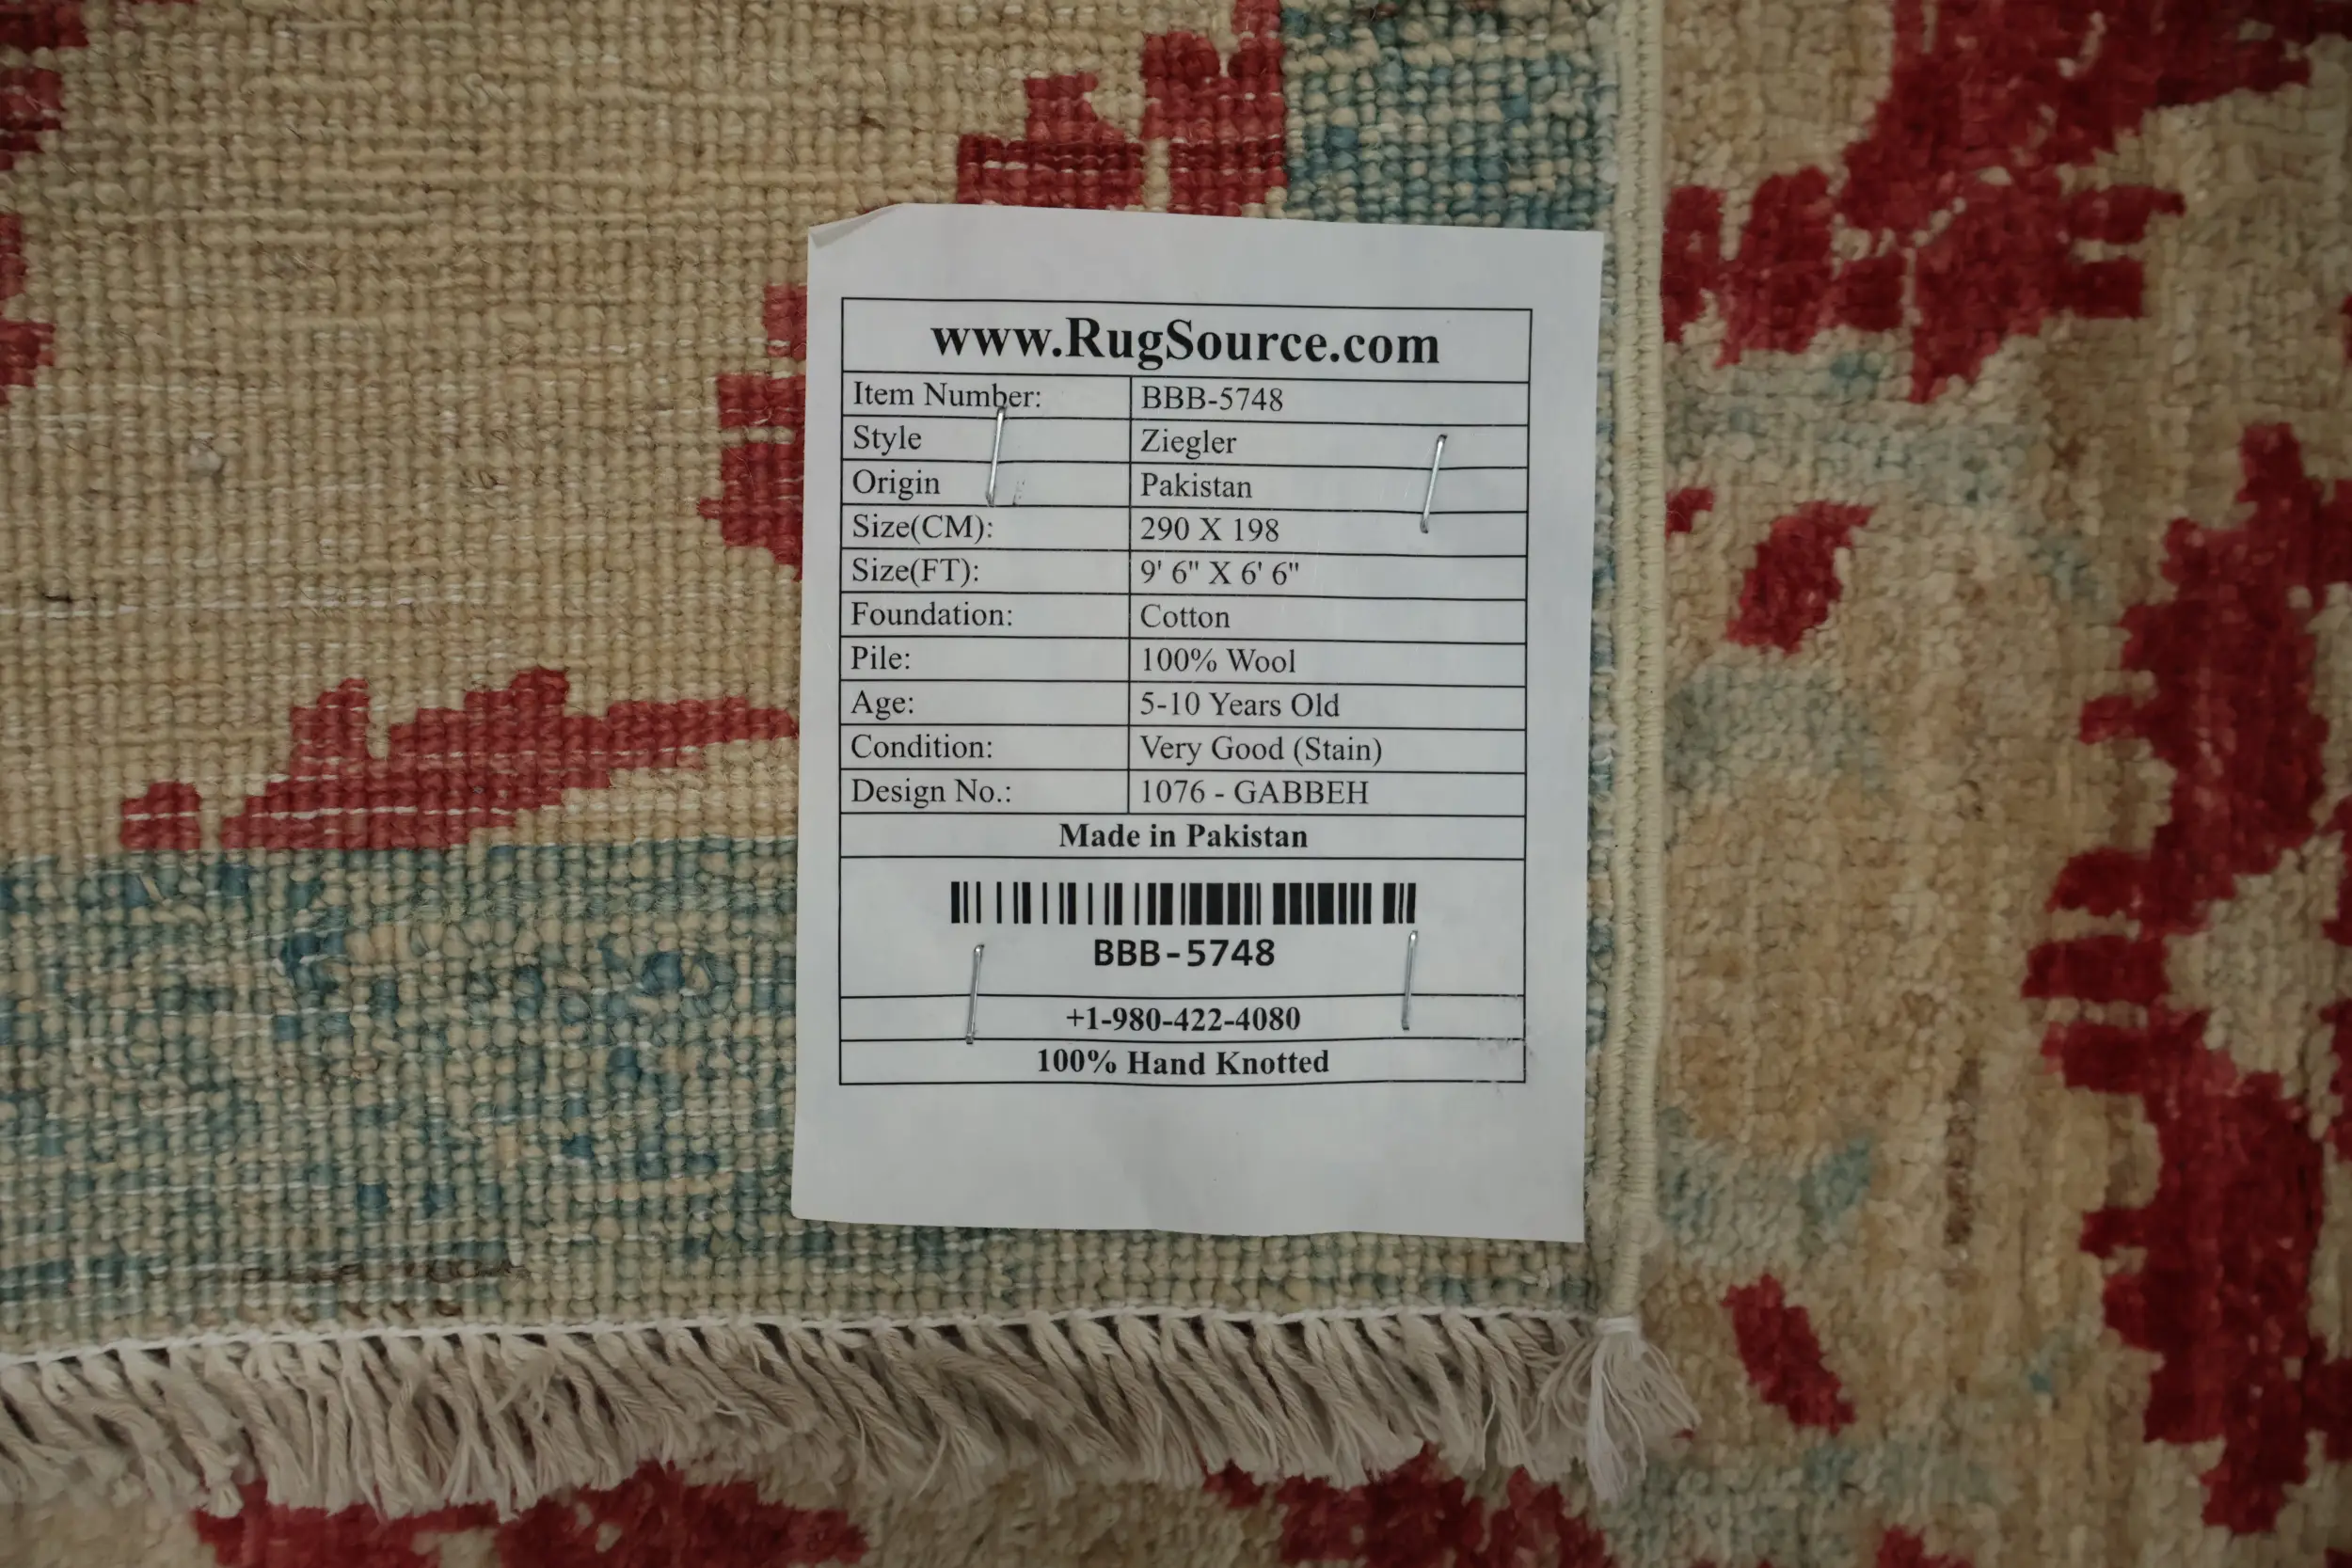 www.RugSource.com
Item Number: BBB-5748
Style Ziegler
Origin Pakistan
Size(CM): 290 X 198
Size(FT): 9' 6" X 6' 6"
Foundation: Cotton
Pile: 100% Wool
Age: 5-10 Years Old
Condition: Very Good (Stain)
Design No.: 1076 - GABBEH
Made in Pakistan
BBB-5748
+1-980-422-4080
100% Hand Knotted